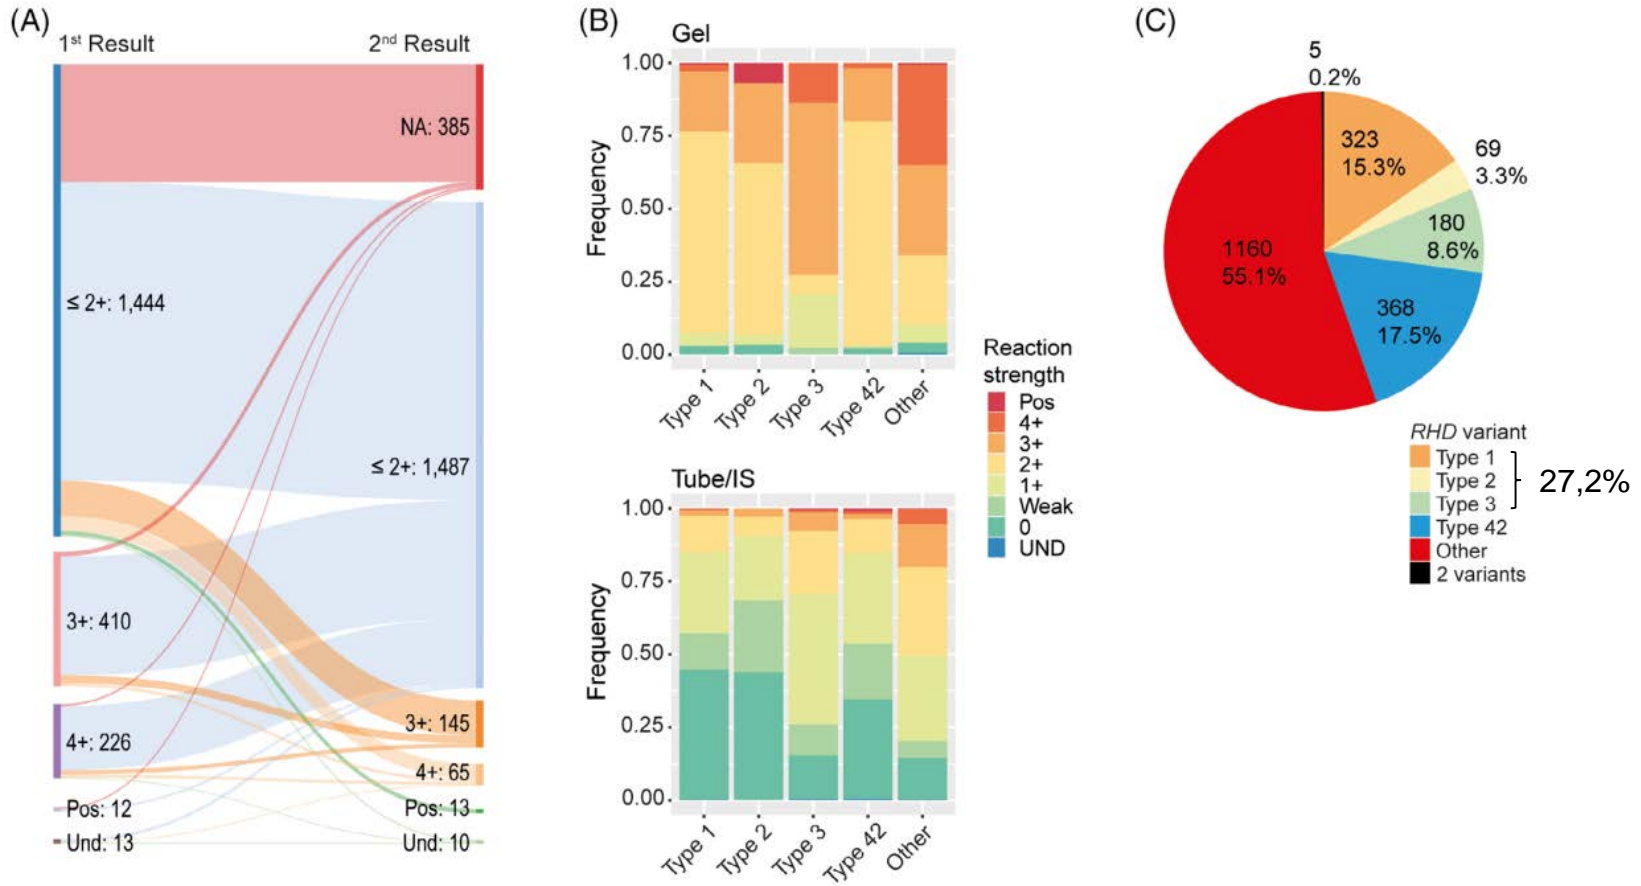 (A)
1st Result
2nd Result
NA: 385
≤ 2+: 1,444
≤ 2+: 1,487
3+: 410
3+: 145
4+: 226
4+: 65
Pos: 12
Pos: 13
Und: 13
Und: 10
(B)
Gel
Frequency
1.00
0.75
0.50
0.25
0.00
Type 1
Type 2
Type 3
Type 42
Other
Tube/IS
Frequency
1.00
0.75
0.50
0.25
0.00
Type 1
Type 2
Type 3
Type 42
Other
Reaction
strength
Pos
4+
3+
2+
1+
Weak
0
UND
(C)
5
0.2%
323
15.3%
69
3.3%
180
8.6%
368
17.5%
1160
55.1%
RHD variant
Type 1
Type 2
Type 3
27,2%
Type 42
Other
2 variants